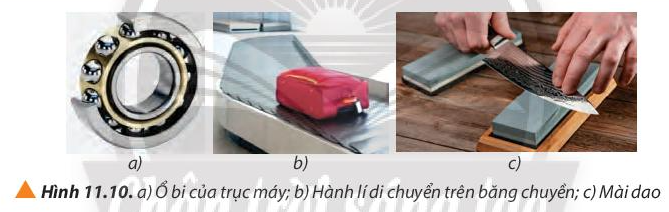 a)
b)
c)
Hình 11.10. a) Ổ bi của trục máy; b) Hành lí di chuyển trên băng chuyền; c) Mài dao